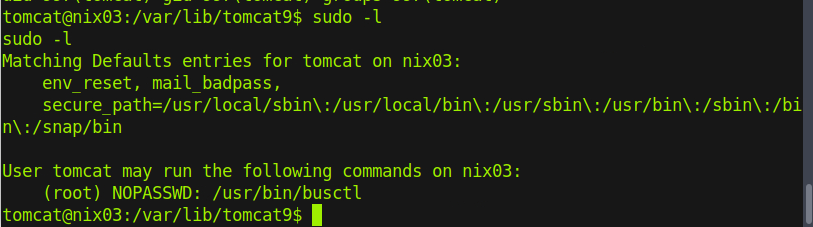 tomcat@nix03:/var/lib/tomcat9$ sudo -l
sudo -l
Matching Defaults entries for tomcat on nix03:
    env_reset, mail_badpass,
    secure_path=/usr/local/sbin\:/usr/local/bin\:/usr/sbin\:/usr/bin\:/sbin\:/bi
n\:/snap/bin

User tomcat may run the following commands on nix03:
    (root) NOPASSWD: /usr/bin/busctl
tomcat@nix03:/var/lib/tomcat9$